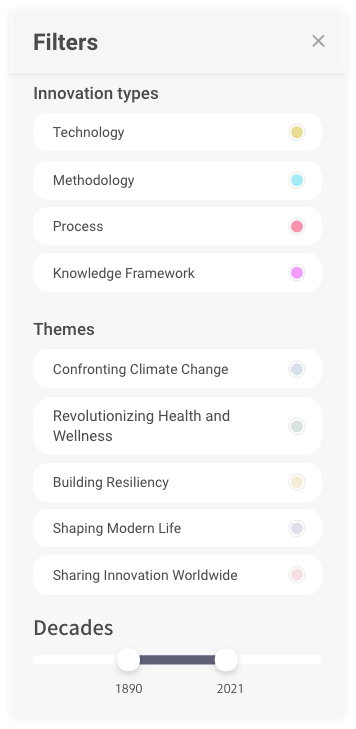 Filters
Innovation types
Technology
Methodology
Process
Knowledge Framework
Themes
Confronting Climate Change
Revolutionizing Health and
Wellness
Building Resiliency
Shaping Modern Life
Sharing Innovation Worldwide
Decades
1890 2021